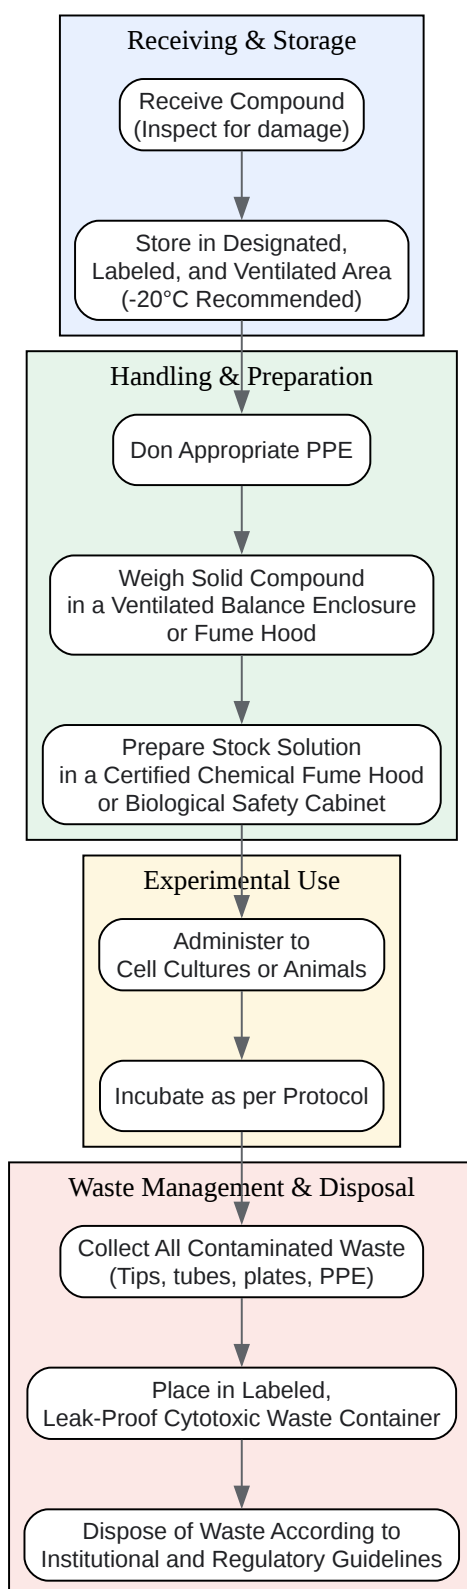 Receiving & Storage
Receive Compound
(Inspect for damage)
Store in Designated,
Labeled, and Ventilated Area
(-20°C Recommended)
Handling & Preparation
Don Appropriate PPE
Weigh Solid Compound
in a Ventilated Balance Enclosure
or Fume Hood
Prepare Stock Solution
in a Certified Chemical Fume Hood
or Biological Safety Cabinet
Experimental Use
Administer to
Cell Cultures or Animals
Incubate as per Protocol
Waste Management & Disposal
Collect All Contaminated Waste
(Tips, tubes, plates, PPE)
Place in Labeled,
Leak-Proof Cytotoxic Waste Container
Dispose of Waste According to
Institutional and Regulatory Guidelines